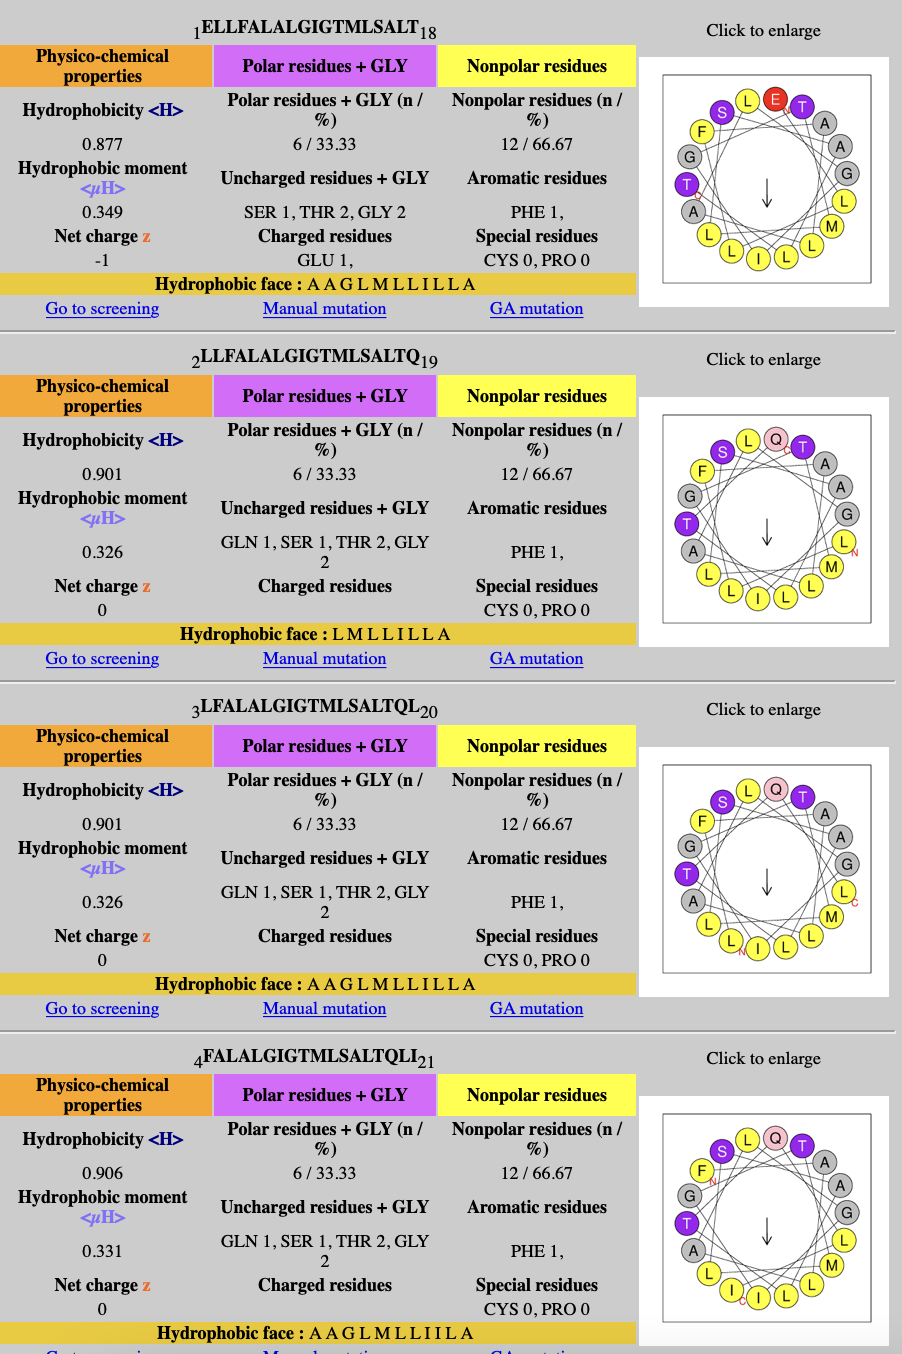 1ELLFALALGIGTMLSALT18
Click to enlarge
Physico-chemical properties
Polar residues + GLY
Nonpolar residues
Hydrophobicity <H>
Polar residues + GLY (n / %)
Nonpolar residues (n / %)
0.877
6 / 33.33
12 / 66.67
Hydrophobic moment <μH>
Uncharged residues + GLY
Aromatic residues
0.349
SER 1, THR 2, GLY 2
PHE 1,
Net charge z
Charged residues
Special residues
-1
GLU 1,
CYS 0, PRO 0
Hydrophobic face : A A G L M L L I L L A
Go to screening
Manual mutation
GA mutation
E T A A G L M L L I L L A T G F S L
N
C
2LLFALALGIGTMLSALTQ19
Click to enlarge
Physico-chemical properties
Polar residues + GLY
Nonpolar residues
Hydrophobicity <H>
Polar residues + GLY (n / %)
Nonpolar residues (n / %)
0.901
6 / 33.33
12 / 66.67
Hydrophobic moment <μH>
Uncharged residues + GLY
Aromatic residues
0.326
GLN 1, SER 1, THR 2, GLY 2
PHE 1,
Net charge z
Charged residues
Special residues
0
CYS 0, PRO 0
Hydrophobic face : L M L L I L L A
Go to screening
Manual mutation
GA mutation
Q T A A G L M L L I L L A T G F S L
C
N
3LFALALGIGTMLSALTQL20
Click to enlarge
Physico-chemical properties
Polar residues + GLY
Nonpolar residues
Hydrophobicity <H>
Polar residues + GLY (n / %)
Nonpolar residues (n / %)
0.901
6 / 33.33
12 / 66.67
Hydrophobic moment <μH>
Uncharged residues + GLY
Aromatic residues
0.326
GLN 1, SER 1, THR 2, GLY 2
PHE 1,
Net charge z
Charged residues
Special residues
0
CYS 0, PRO 0
Hydrophobic face : A A G L M L L I L L A
Go to screening
Manual mutation
GA mutation
Q T A A G L M L L I L L A T G F S L
C
N
4FALALGIGTMLSALTQLI21
Click to enlarge
Physico-chemical properties
Polar residues + GLY
Nonpolar residues
Hydrophobicity <H>
Polar residues + GLY (n / %)
Nonpolar residues (n / %)
0.906
6 / 33.33
12 / 66.67
Hydrophobic moment <μH>
Uncharged residues + GLY
Aromatic residues
0.331
GLN 1, SER 1, THR 2, GLY 2
PHE 1,
Net charge z
Charged residues
Special residues
0
CYS 0, PRO 0
Hydrophobic face : A A G L M L L I I L A
Q T A A G L M L L I I L A T G F S L
N
C